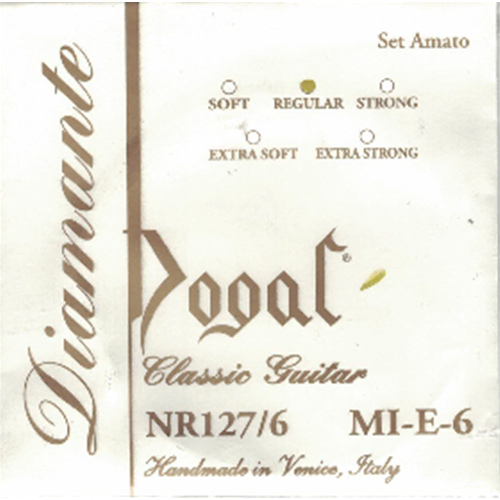 Diamante
Set Amato
SOFT REGULAR STRONG
EXTRA SOFT EXTRA STRONG
Dogal®
Classic Guitar
NR127/6 MI-E-6
Handmade in Venice, Italy